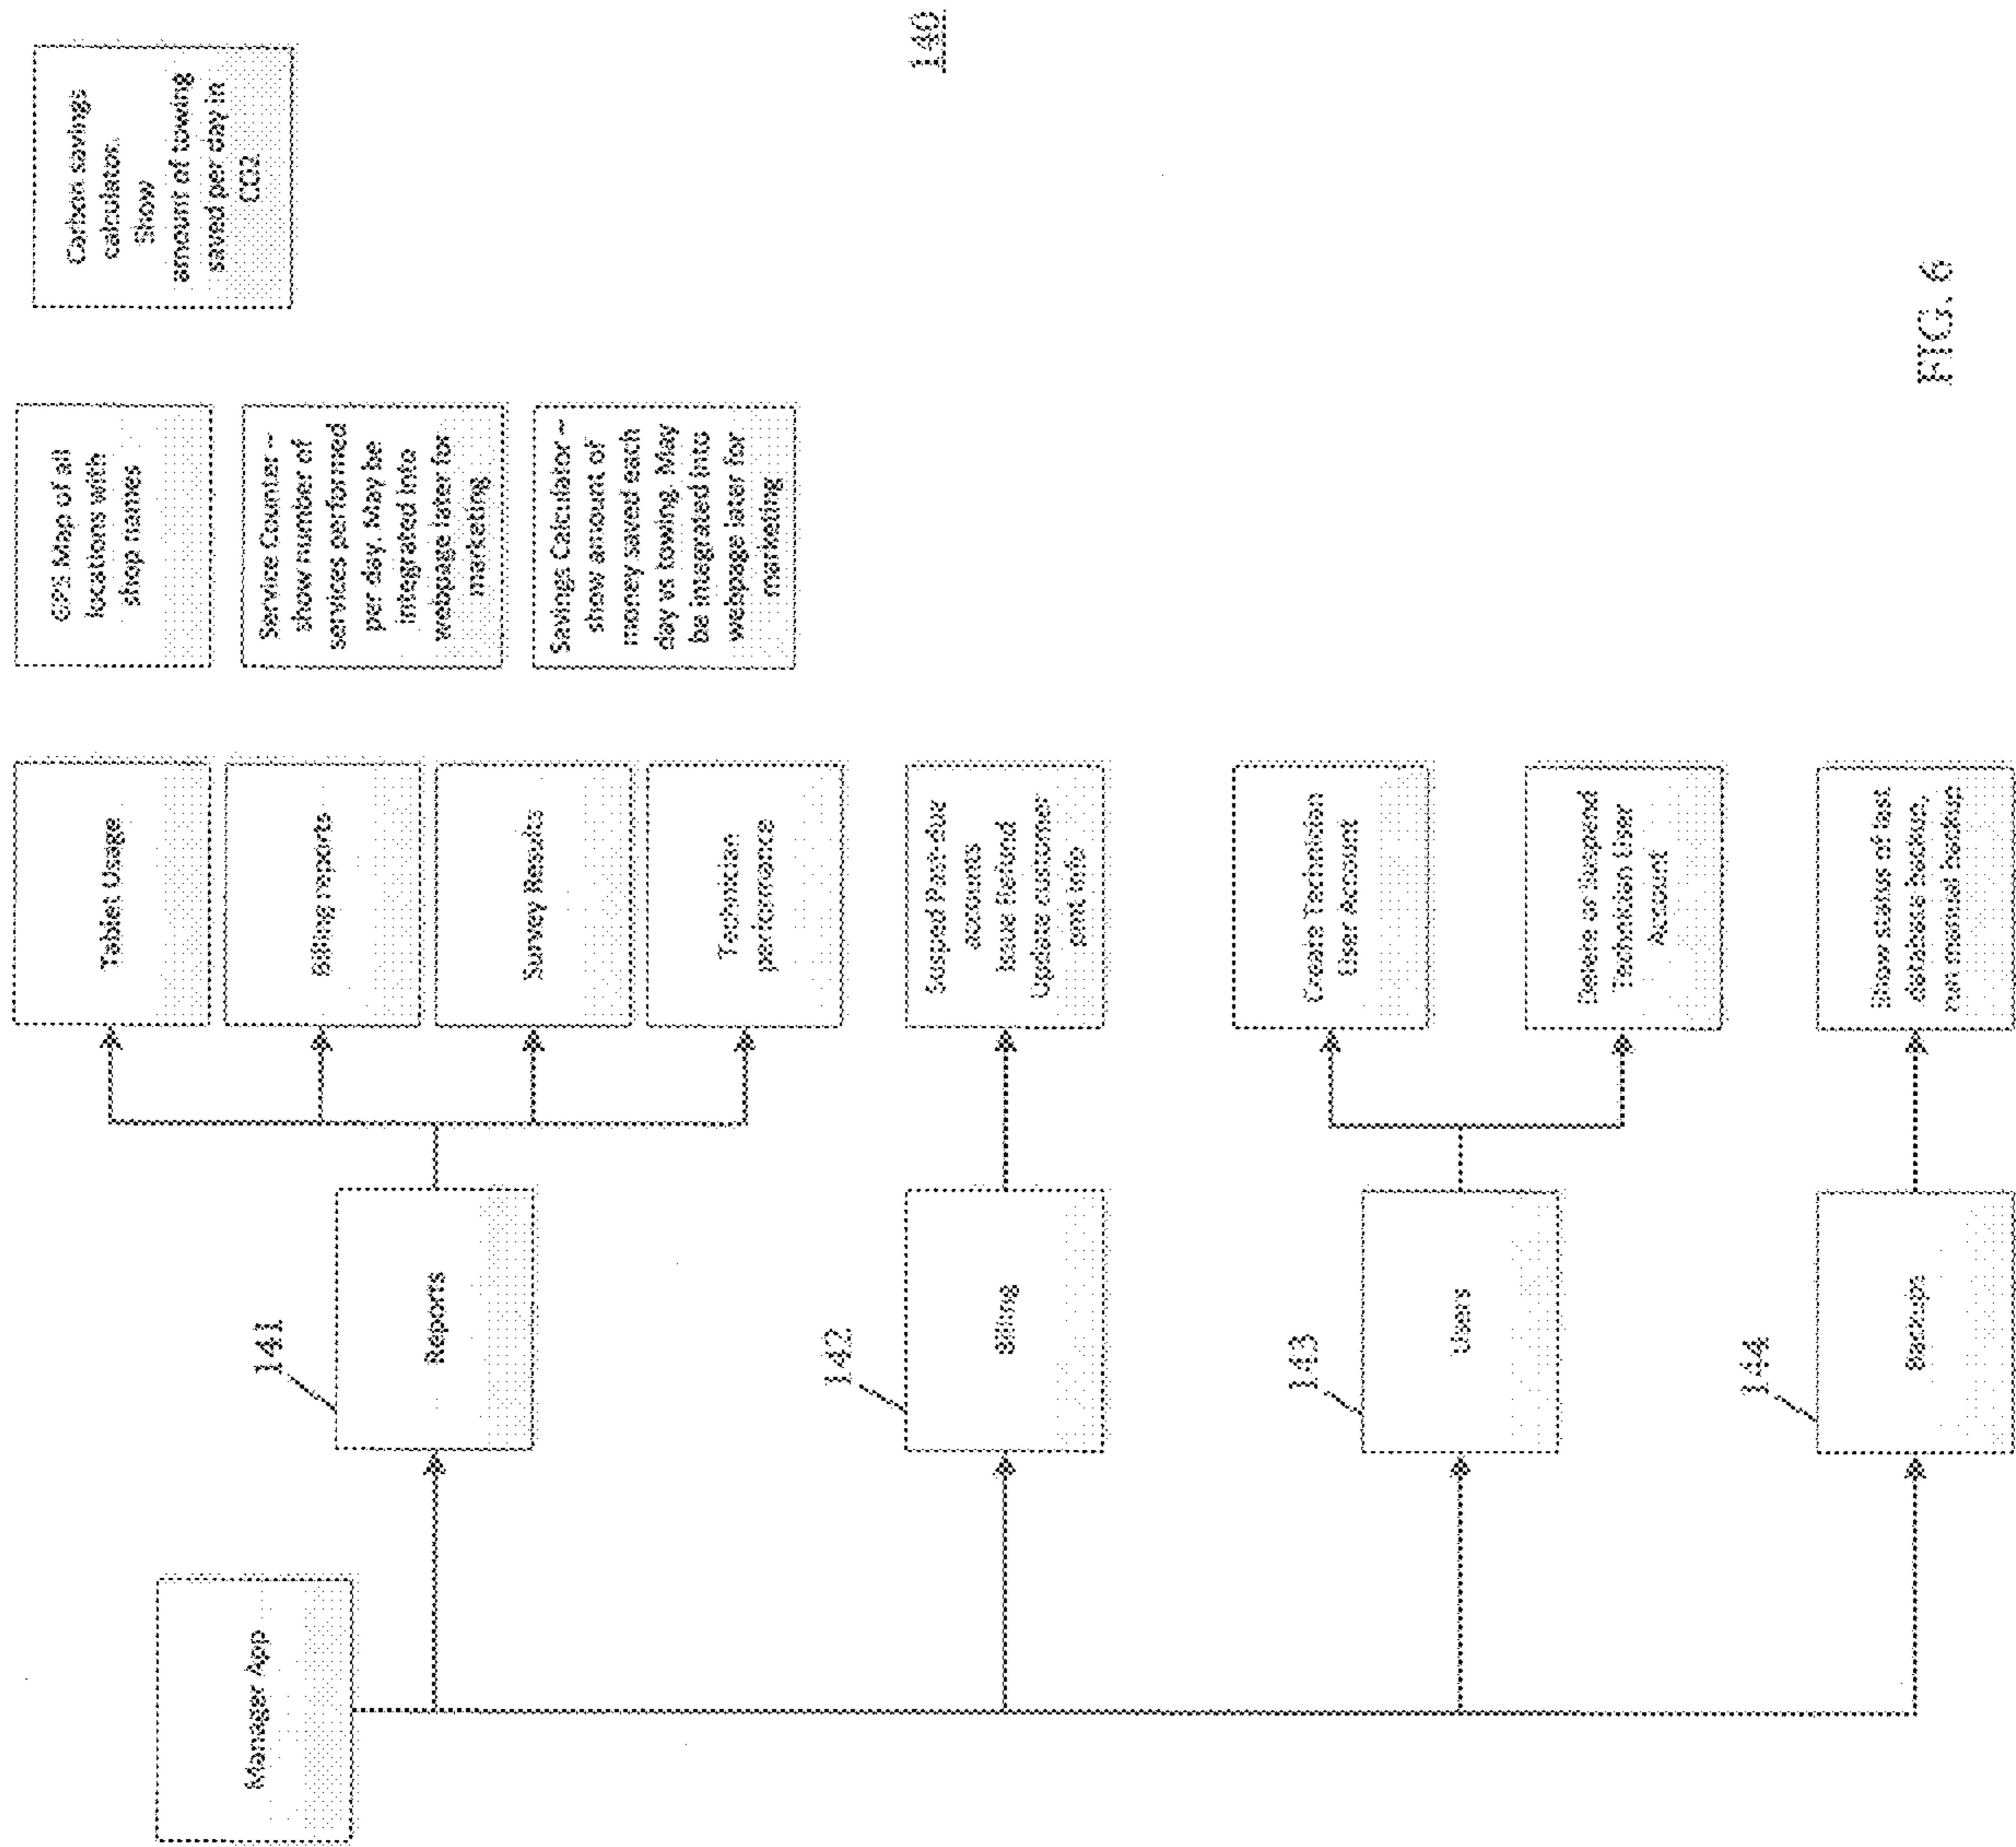 Manager App
141
Reports
Tablet Usage
Billing reports
Survey Results
Technician
performance
GPS Map of all
locations with
shop names
Service Counter –
show number of
services performed
per day. May be
integrated into
webpage later for
marketing
Savings Calculator –
show amount of
money saved each
day vs towing. May
be integrated into
webpage later for
marketing
Carbon savings
calculator.
Show
amount of towing
saved per day in
CO2
142
Billing
Suspend Past-due
accounts
Issue Refund
Update customer
pmt info
140
143
Users
Create Technician
User Account
Delete or Suspend
Technician User
Account
144
Backups
Show status of last
database backup,
run manual backup
FIG. 6